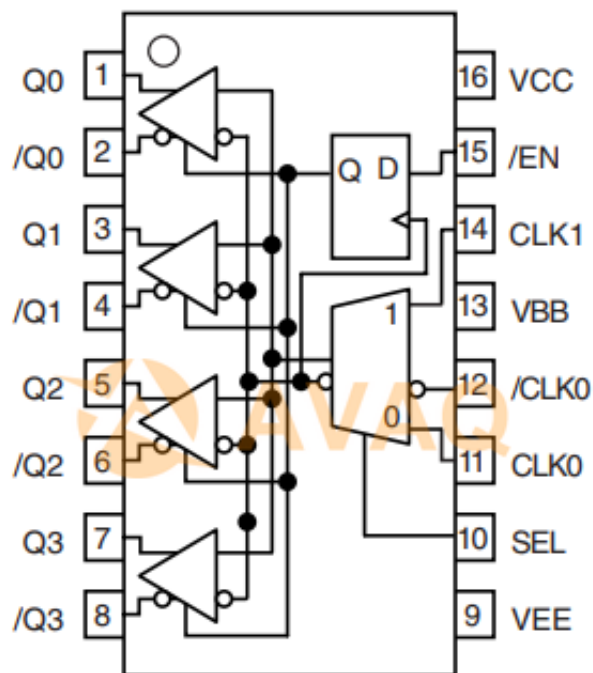 Q0 1 16 VCC
/Q0 2 Q D 15 /EN
Q1 3 14 CLK1
/Q1 4 1 13 VBB
Q2 5 12 /CLK0
AVAQ
/Q2 6 0 11 CLK0
Q3 7 10 SEL
/Q3 8 9 VEE